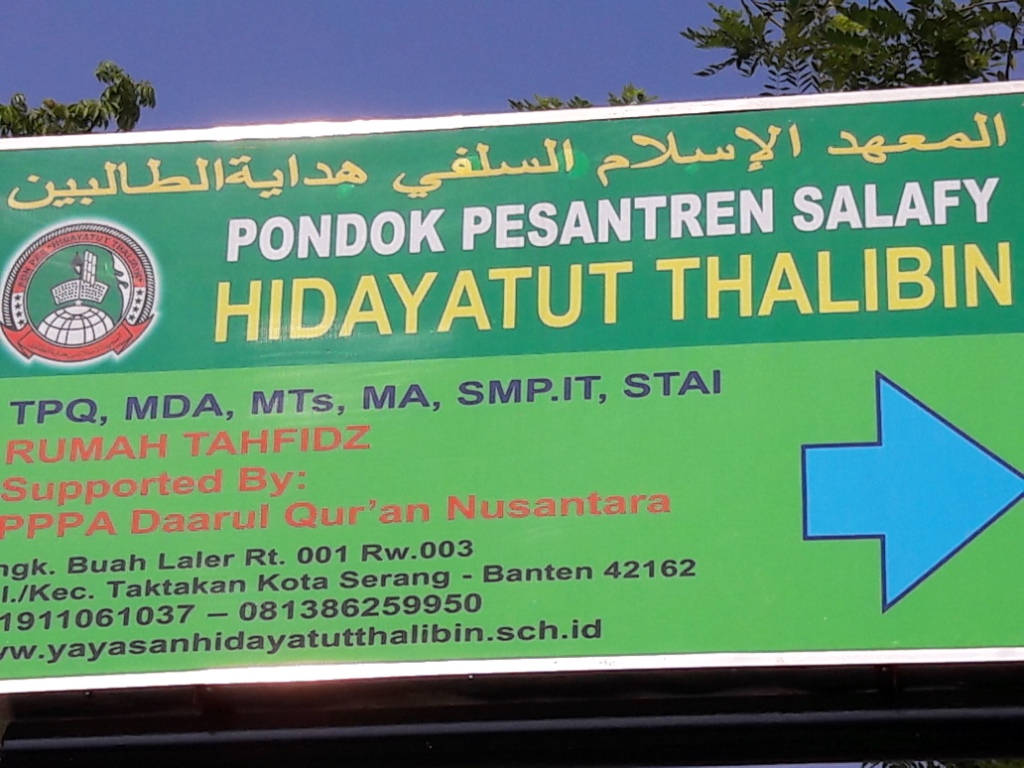 المعهد الإسلام السلفي هداية الطالبين
PONDOK PESANTREN SALAFY
HIDAYATUT THALIBIN
TPQ, MDA, MTs, MA, SMP.IT, STAI
RUMAH TAHFIDZ
Supported By:
PPPA Daarul Qur'an Nusantara
ngk. Buah Laler Rt. 001 Rw.003
l./Kec. Taktakan Kota Serang - Banten 42162
1911061037 – 081386259950
w.yayasanhidayatutthalibin.sch.id